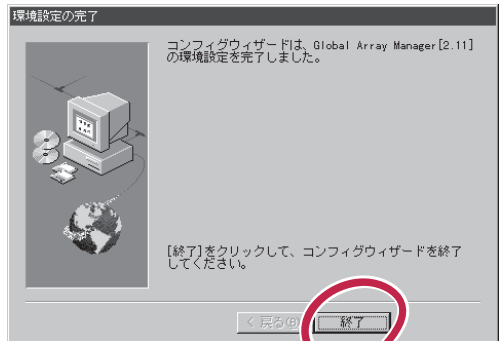 環境設定の完了
コンフィグウィザードは、Global Array Manager[2.11]
の環境設定を完了しました。
[終了]をクリックして、コンフィグウィザードを終了
してください。
< 戻る(B) 終了